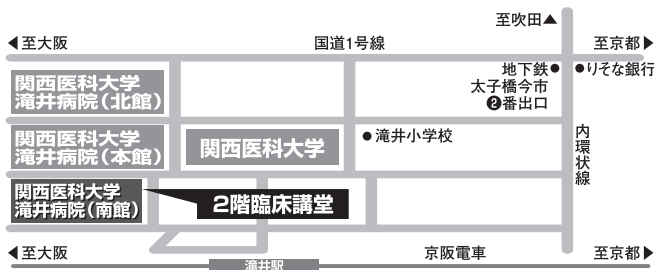 至吹田▲
◀至大阪
国道1号線
至京都▶
地下鉄●
●りそな銀行
太子橋今市
❷番出口
関西医科大学
滝井病院(北館)
関西医科大学
滝井病院(本館)
関西医科大学
●滝井小学校
内環状線
関西医科大学
滝井病院(南館)
2階臨床講堂
◀至大阪
京阪電車
至京都▶
滝井駅